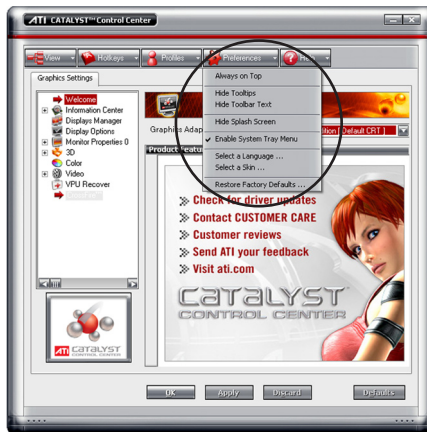 ATI CATALYST™ Control Center
View Hotkeys Profiles Preferences
Graphics Settings
Always on Top
Hide Tooltips
Hide Toolbar Text
Hide Splash Screen
Enable System Tray Menu
Select a Language ...
Select a Skin ...
Restore Factory Defaults ...
Welcome
Information Center
Displays Manager
Display Options
Monitor Properties 0
3D
Color
Video
VPU Recover
Graphics Adap
[ Default CRT ]
Product Featu
Check for driver updates
Contact CUSTOMER CARE
Customer reviews
Send ATI your feedback
Visit ati.com
CATALYST
CONTROL CENTER
ATI CATALYST
CONTROL CENTER
OK Apply Discard Defaults